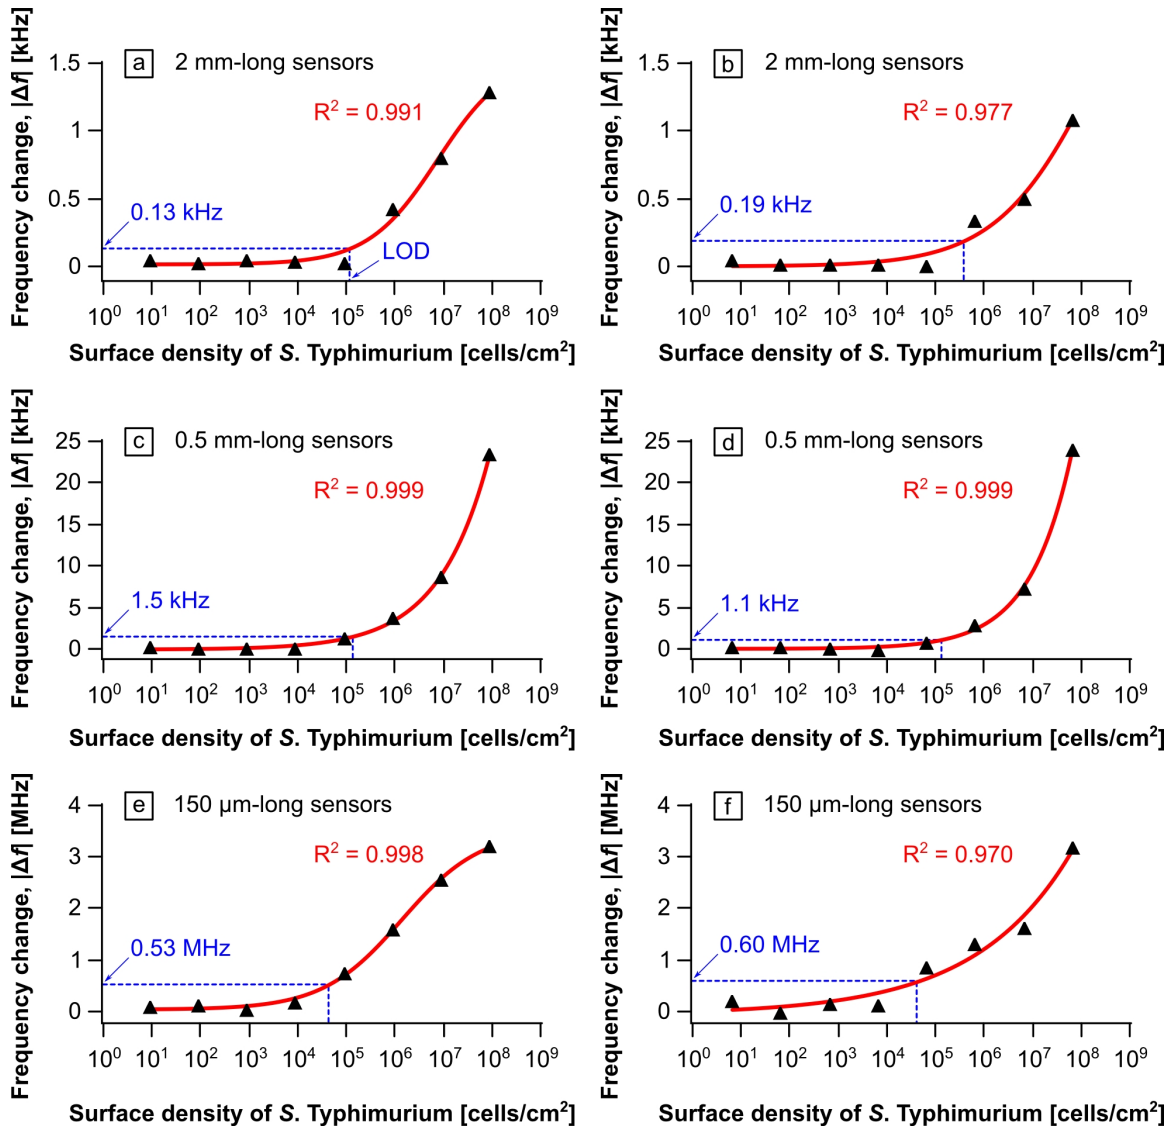 Frequency change, |Δf| [kHz]
a 2 mm-long sensors
R² = 0.991
1.5
1
0.5
0
0.13 kHz
LOD
10⁰ 10¹ 10² 10³ 10⁴ 10⁵ 10⁶ 10⁷ 10⁸ 10⁹
Surface density of S. Typhimurium [cells/cm²]
Frequency change, |Δf| [kHz]
b 2 mm-long sensors
R² = 0.977
1.5
1
0.5
0
0.19 kHz
10⁰ 10¹ 10² 10³ 10⁴ 10⁵ 10⁶ 10⁷ 10⁸ 10⁹
Surface density of S. Typhimurium [cells/cm²]
Frequency change, |Δf| [kHz]
c 0.5 mm-long sensors
R² = 0.999
25
20
15
10
5
0
1.5 kHz
10⁰ 10¹ 10² 10³ 10⁴ 10⁵ 10⁶ 10⁷ 10⁸ 10⁹
Surface density of S. Typhimurium [cells/cm²]
Frequency change, |Δf| [kHz]
d 0.5 mm-long sensors
R² = 0.999
25
20
15
10
5
0
1.1 kHz
10⁰ 10¹ 10² 10³ 10⁴ 10⁵ 10⁶ 10⁷ 10⁸ 10⁹
Surface density of S. Typhimurium [cells/cm²]
Frequency change, |Δf| [MHz]
e 150 µm-long sensors
R² = 0.998
4
3
2
1
0
0.53 MHz
10⁰ 10¹ 10² 10³ 10⁴ 10⁵ 10⁶ 10⁷ 10⁸ 10⁹
Surface density of S. Typhimurium [cells/cm²]
Frequency change, |Δf| [MHz]
f 150 µm-long sensors
R² = 0.970
4
3
2
1
0
0.60 MHz
10⁰ 10¹ 10² 10³ 10⁴ 10⁵ 10⁶ 10⁷ 10⁸ 10⁹
Surface density of S. Typhimurium [cells/cm²]